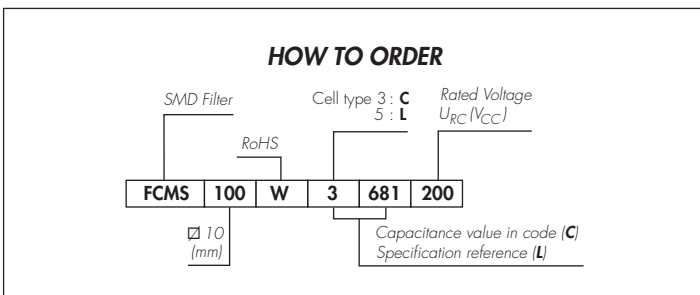 HOW TO ORDER
SMD Filter
Cell type 3 : C
5 : L
Rated Voltage
URC (VCC)
RoHS
FCMS 100 W 3 681 200
10
(mm)
Capacitance value in code (C)
Specification reference (L)